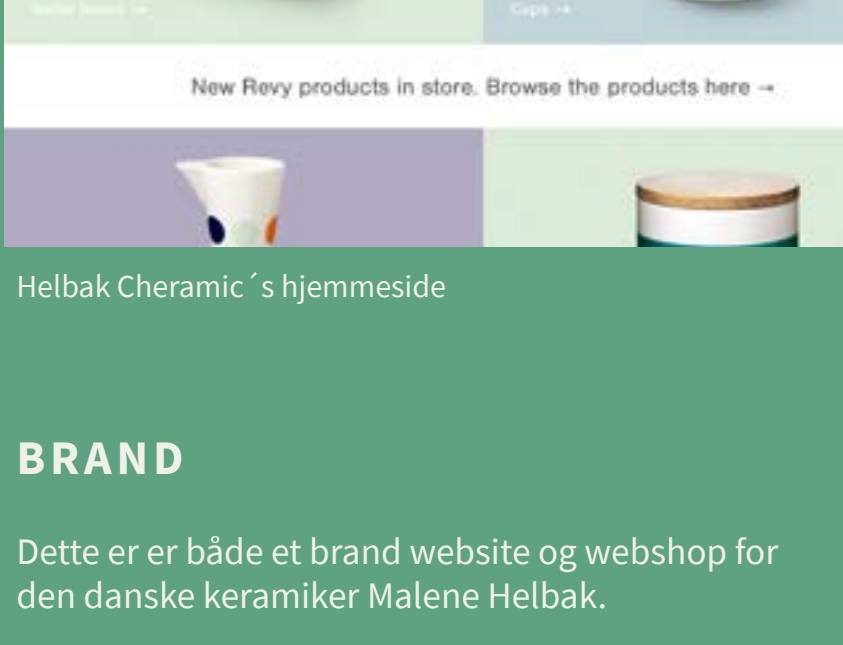 Cups →
New Revy products in store. Browse the products here →
Helbak Cheramic´s hjemmeside
BRAND
Dette er er både et brand website og webshop for
den danske keramiker Malene Helbak.